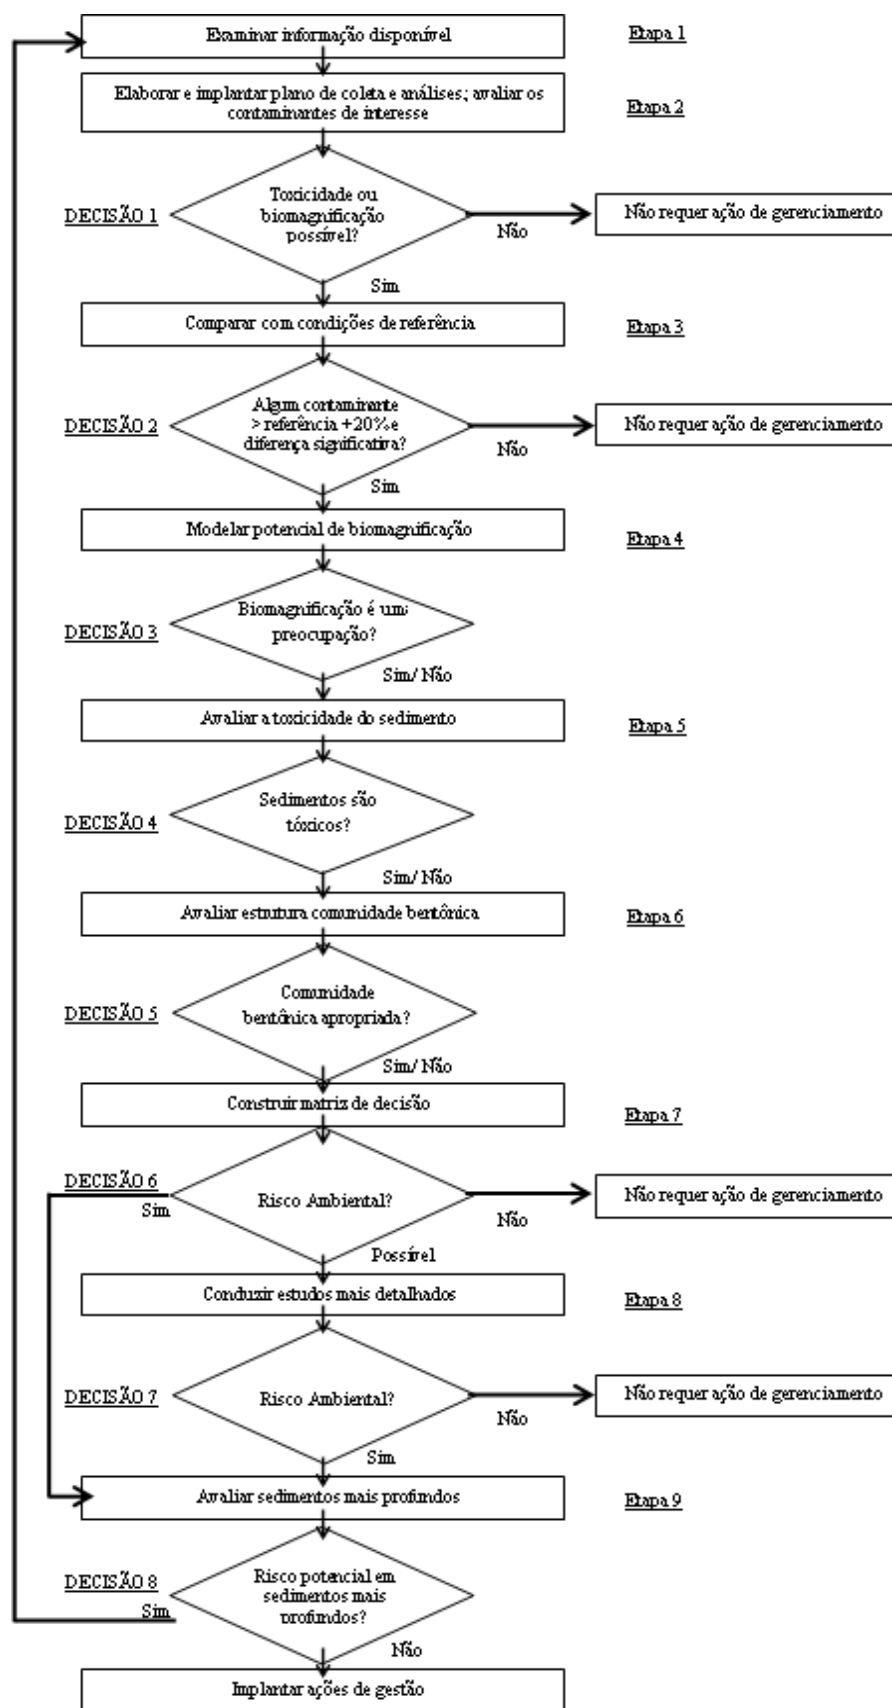 Examinar informação disponível
Etapa 1
Elaborar e implantar plano de coleta e análises; avaliar os
contaminantes de interesse
Etapa 2
DECISÃO 1
Toxicidade ou
biomagnificação
possível?
Não
Não requer ação de gerenciamento
Sim
Comparar com condições de referência
Etapa 3
DECISÃO 2
Algum contaminante
> referência +20% e
diferença significativa?
Não
Não requer ação de gerenciamento
Sim
Modelar potencial de biomagnificação
Etapa 4
DECISÃO 3
Biomagnificação é um
preocupação?
Sim/ Não
Avaliar a toxicidade do sedimento
Etapa 5
DECISÃO 4
Sedimentos são
tóxicos?
Sim/ Não
Avaliar estrutura comunidade bentônica
Etapa 6
DECISÃO 5
Comunidade
bentônica apropriada?
Sim/ Não
Construir matriz de decisão
Etapa 7
DECISÃO 6
Sim
Risco Ambiental?
Não
Não requer ação de gerenciamento
Possível
Conduzir estudos mais detalhados
Etapa 8
DECISÃO 7
Risco Ambiental?
Não
Não requer ação de gerenciamento
Sim
Avaliar sedimentos mais profundos
Etapa 9
DECISÃO 8
Sim
Risco potencial em
sedimentos mais
profundos?
Não
Implantar ações de gestão